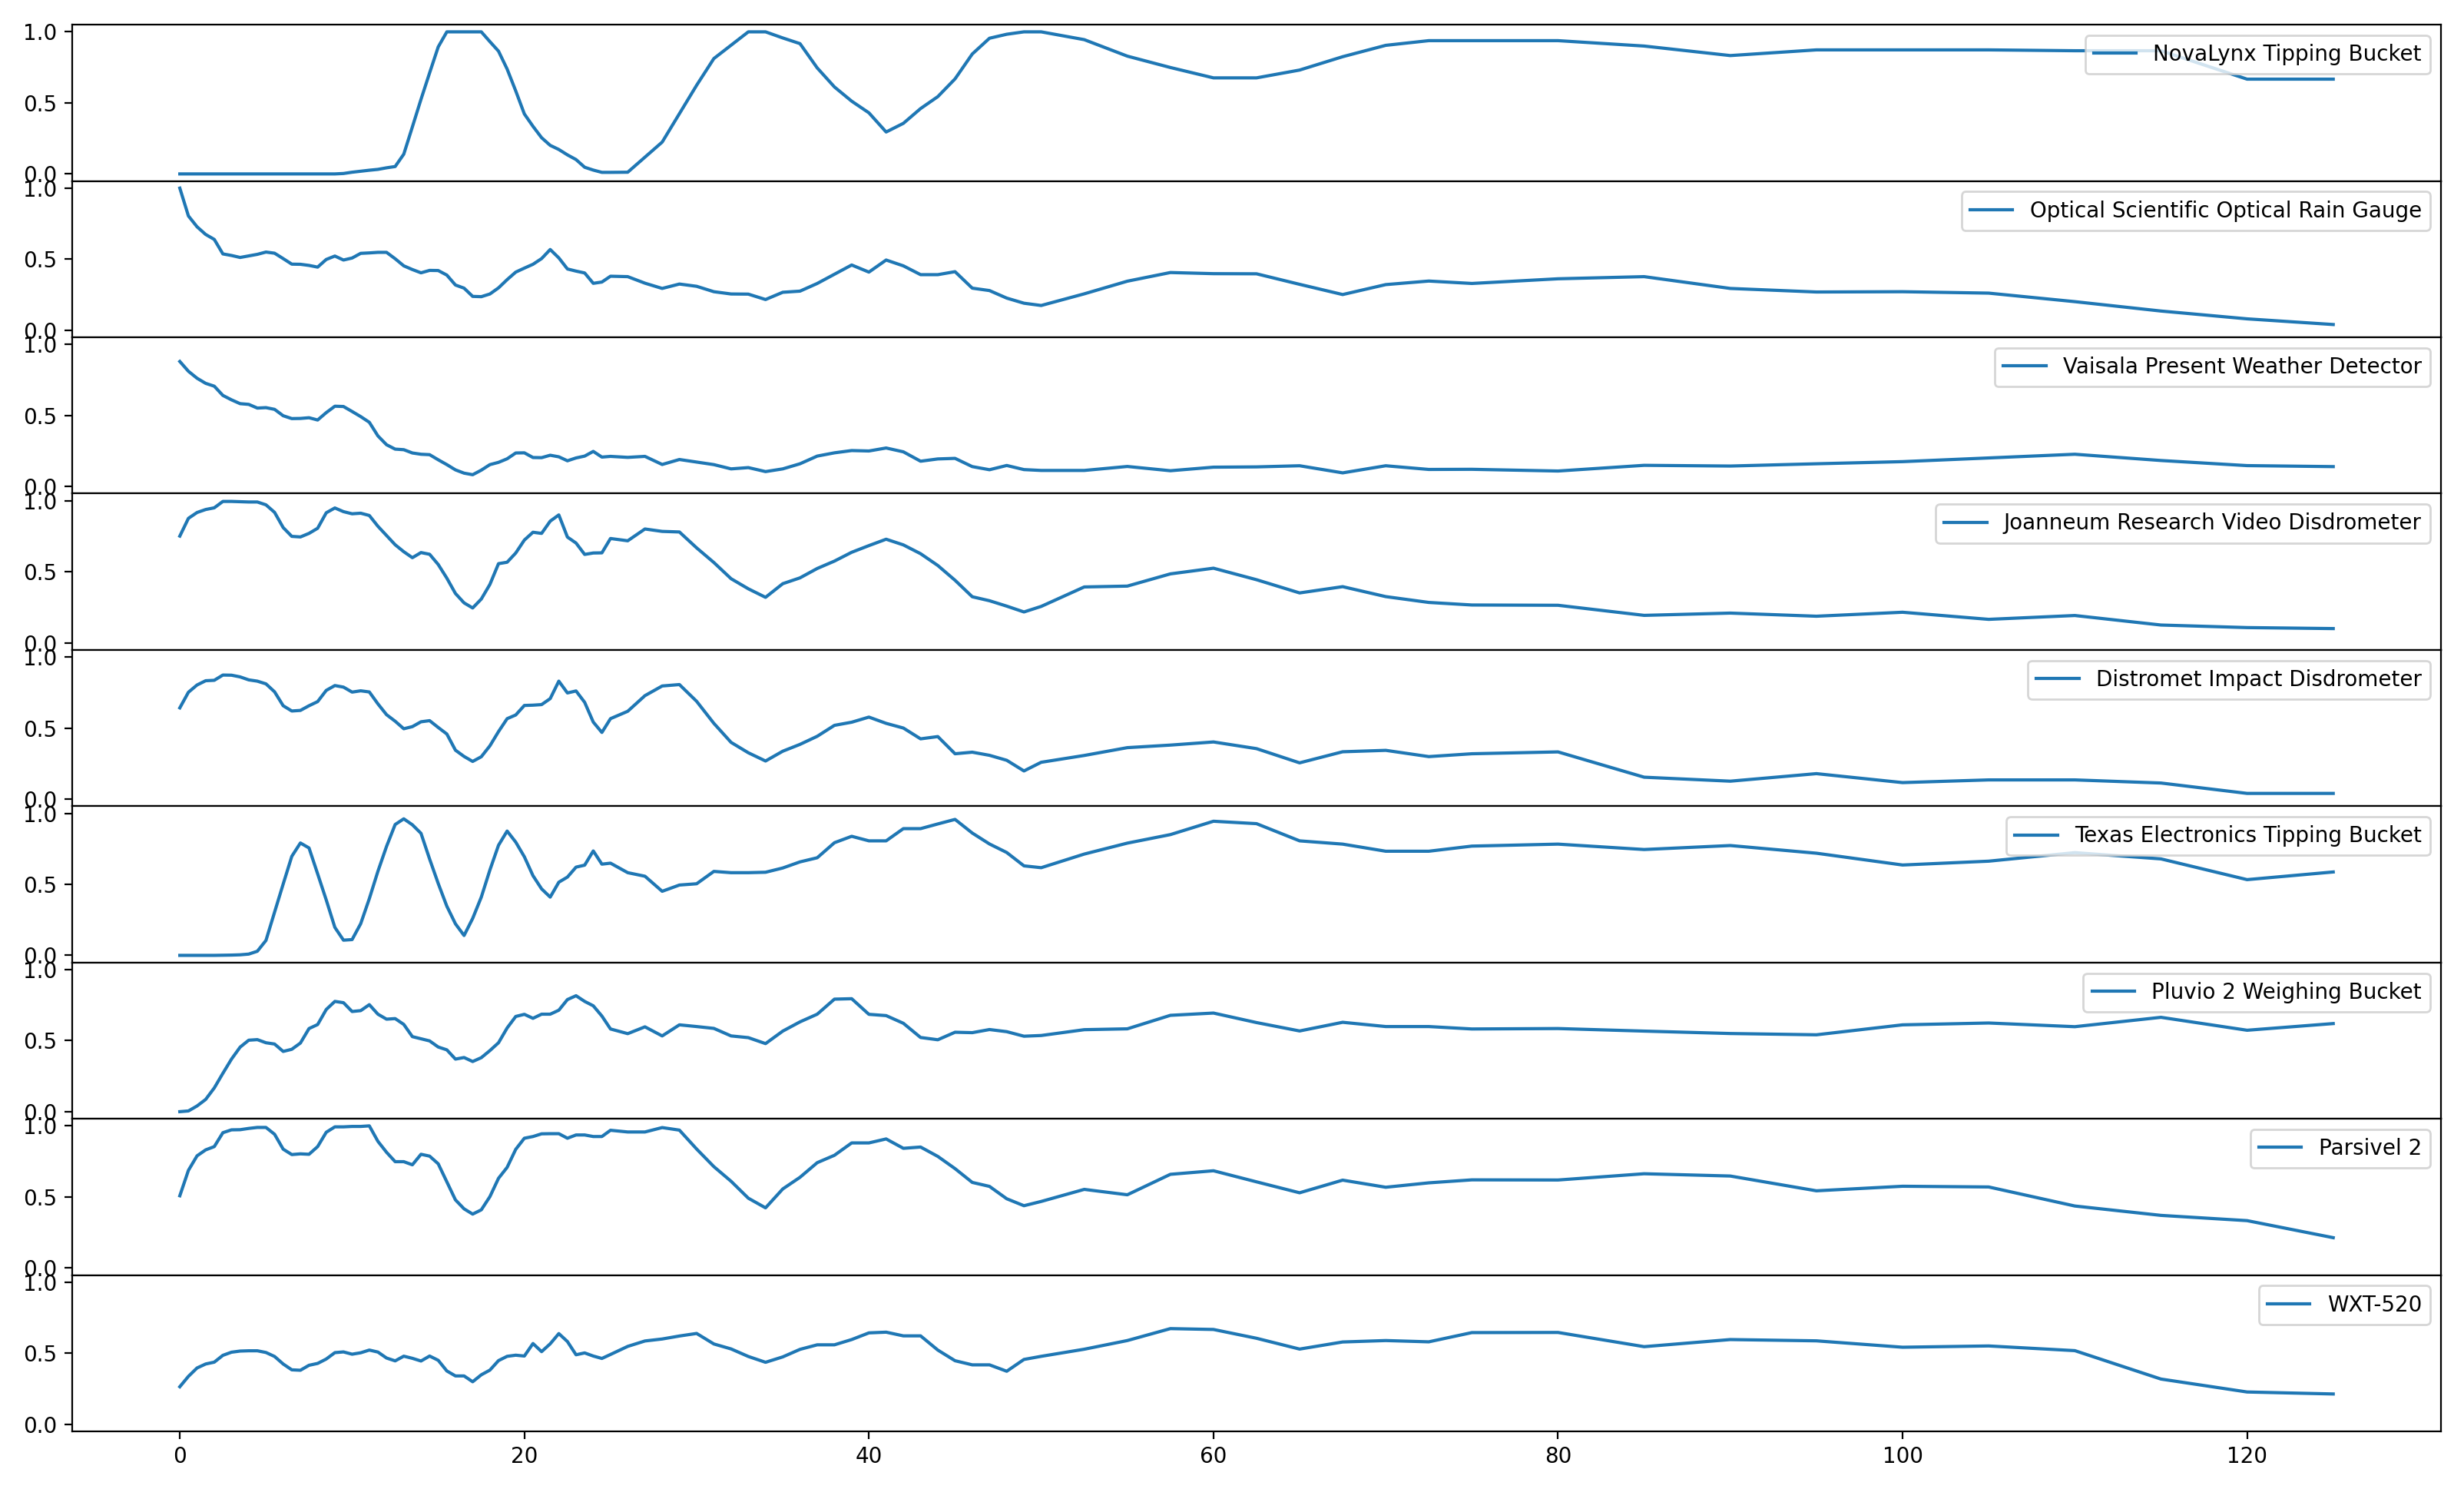 1.0
NovaLynx Tipping Bucket
0.5
0.0
1.0
Optical Scientific Optical Rain Gauge
0.5
0.0
1.0
Vaisala Present Weather Detector
0.5
0.0
1.0
Joanneum Research Video Disdrometer
0.5
0.0
1.0
Distromet Impact Disdrometer
0.5
0.0
1.0
Texas Electronics Tipping Bucket
0.5
0.0
1.0
Pluvio 2 Weighing Bucket
0.5
0.0
1.0
Parsivel 2
0.5
0.0
1.0
WXT-520
0.5
0.0
0 20 40 60 80 100 120